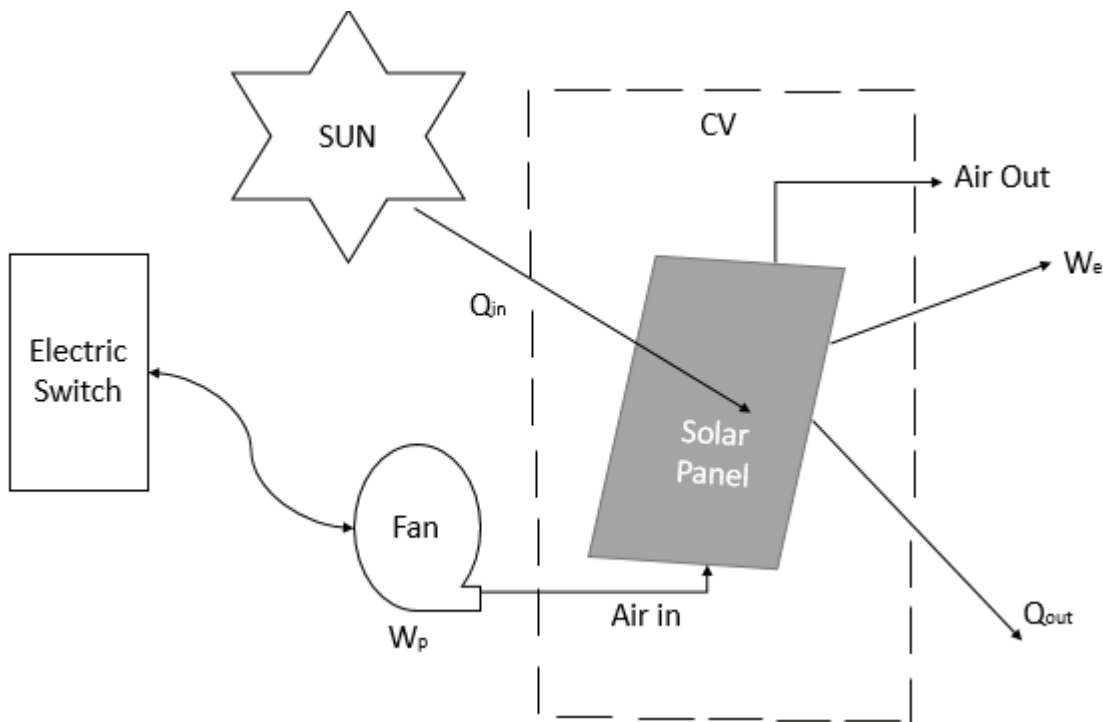 SUN
CV
Air Out
We
Qin
Electric
Switch
Solar
Panel
Fan
Wp
Air in
Qout